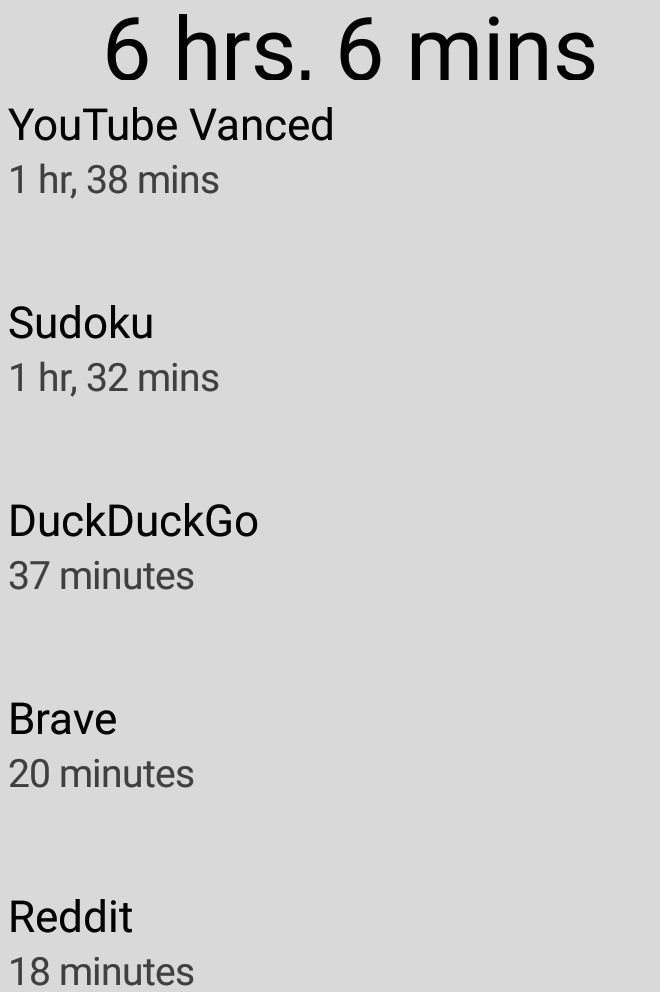 6 hrs. 6 mins
YouTube Vanced
1 hr, 38 mins
Sudoku
1 hr, 32 mins
DuckDuckGo
37 minutes
Brave
20 minutes
Reddit
18 minutes